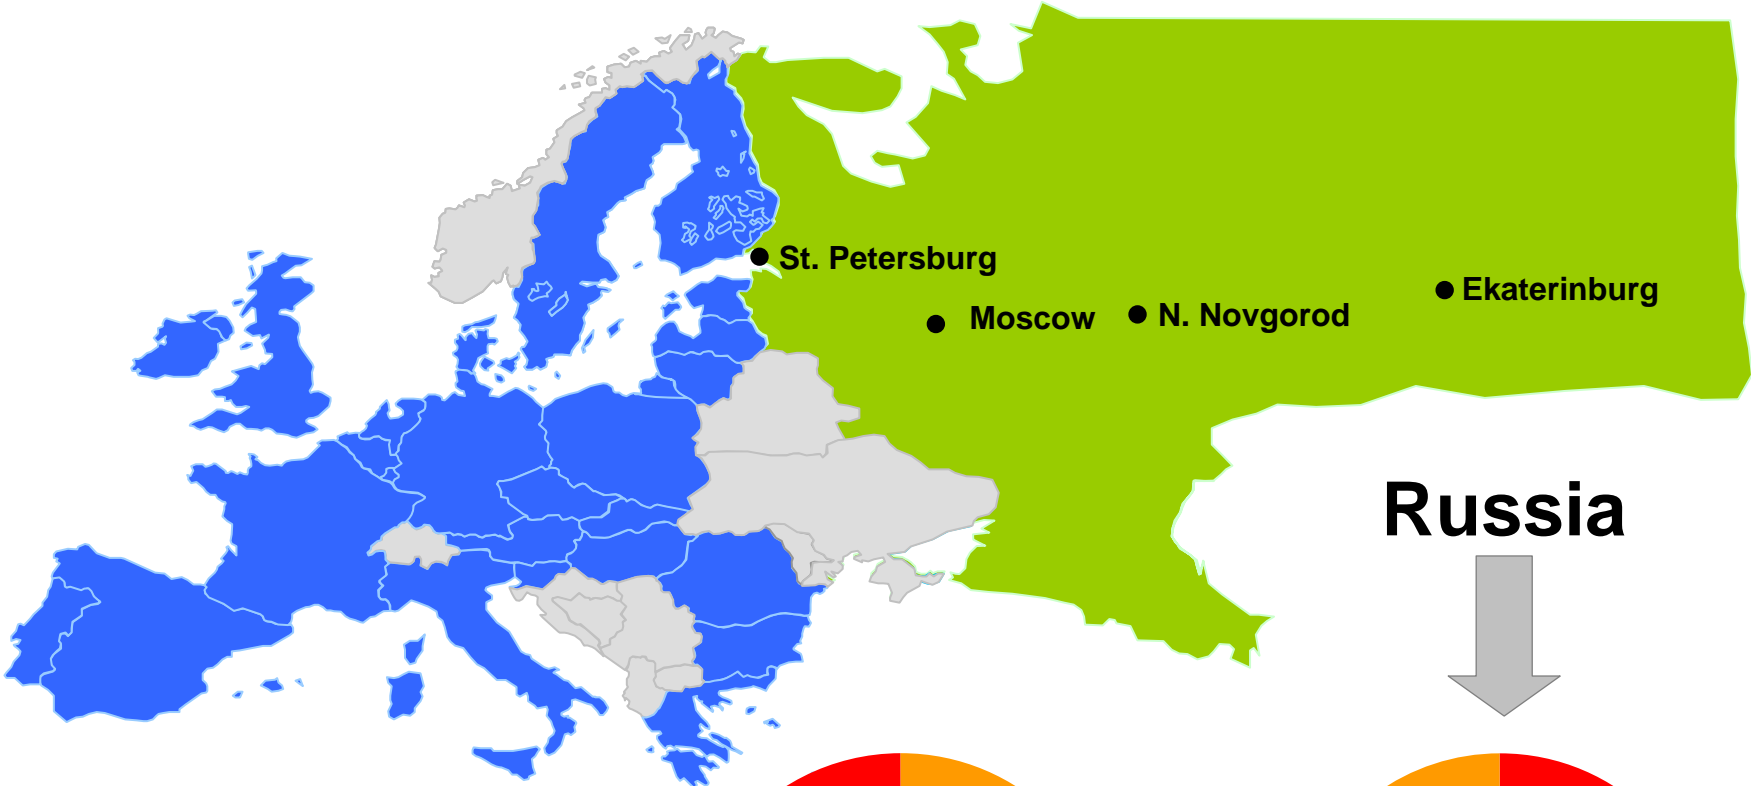 St. Petersburg
Ekaterinburg
Moscow
N. Novgorod
Russia